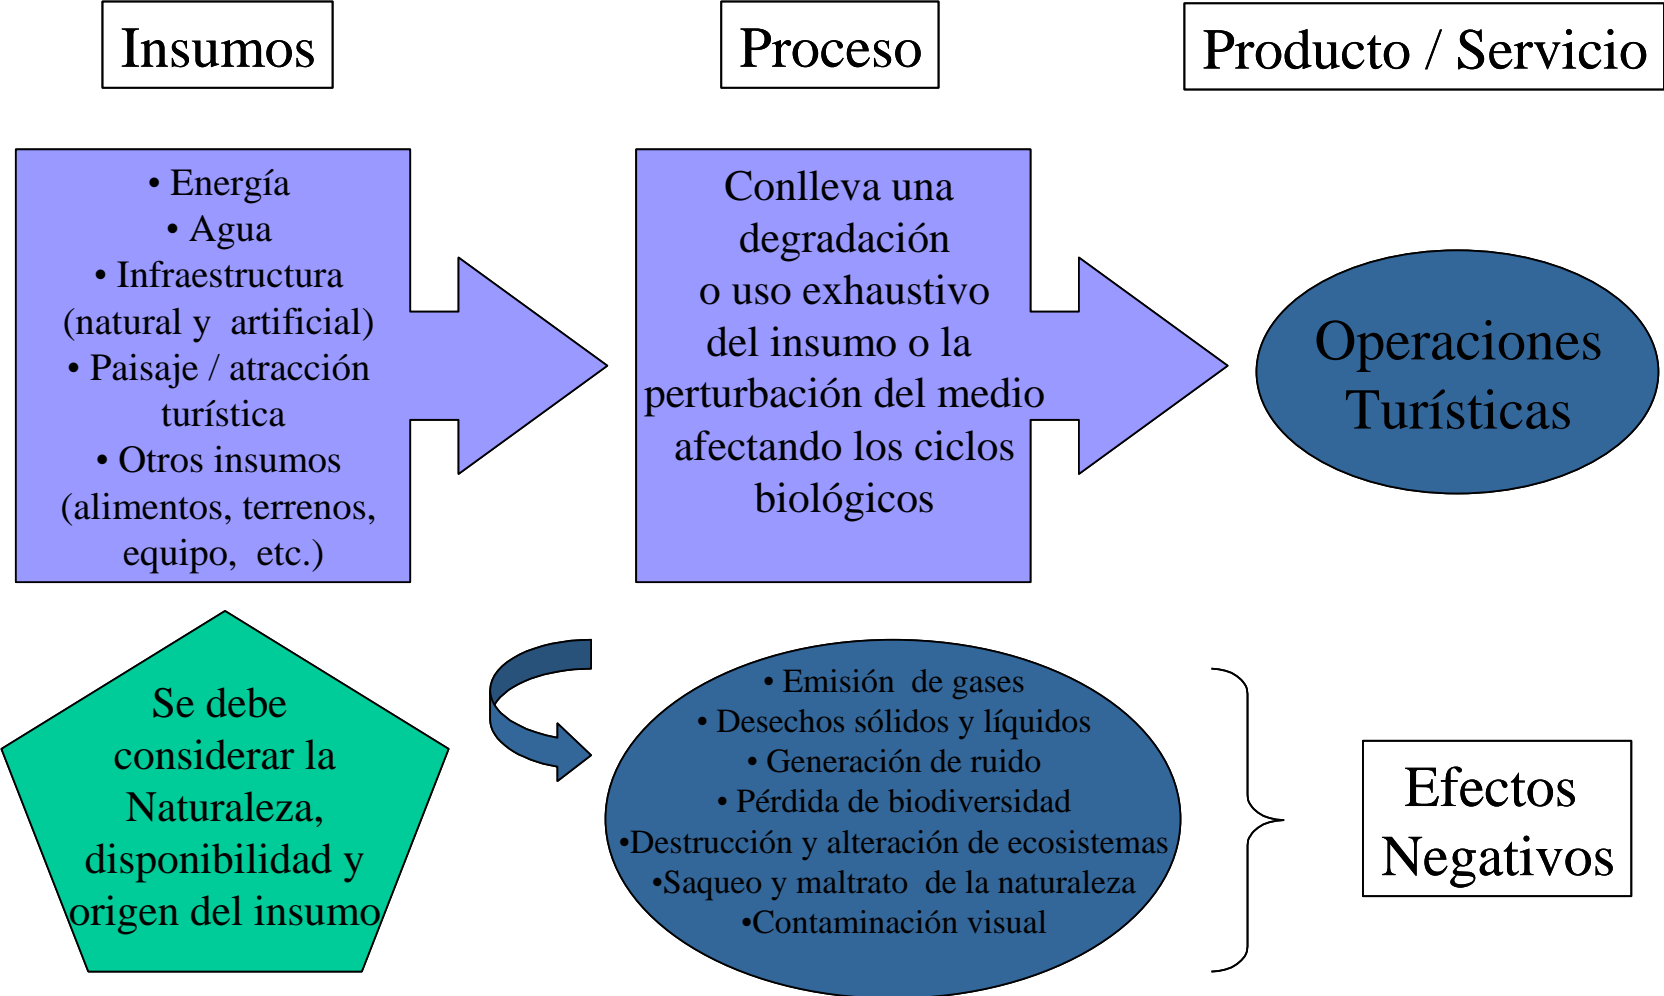 Insumos
Proceso
Producto / Servicio
• Energía
• Agua
• Infraestructura
(natural y artificial)
• Paisaje / atracción
turística
• Otros insumos
(alimentos, terrenos,
equipo, etc.)
Conlleva una
degradación
o uso exhaustivo
del insumo o la
perturbación del medio
afectando los ciclos
biológicos
Operaciones
Turísticas
Se debe
considerar la
Naturaleza,
disponibilidad y
origen del insumo
• Emisión de gases
• Desechos sólidos y líquidos
• Generación de ruido
• Pérdida de biodiversidad
•Destrucción y alteración de ecosistemas
•Saqueo y maltrato de la naturaleza
•Contaminación visual
Efectos
Negativos